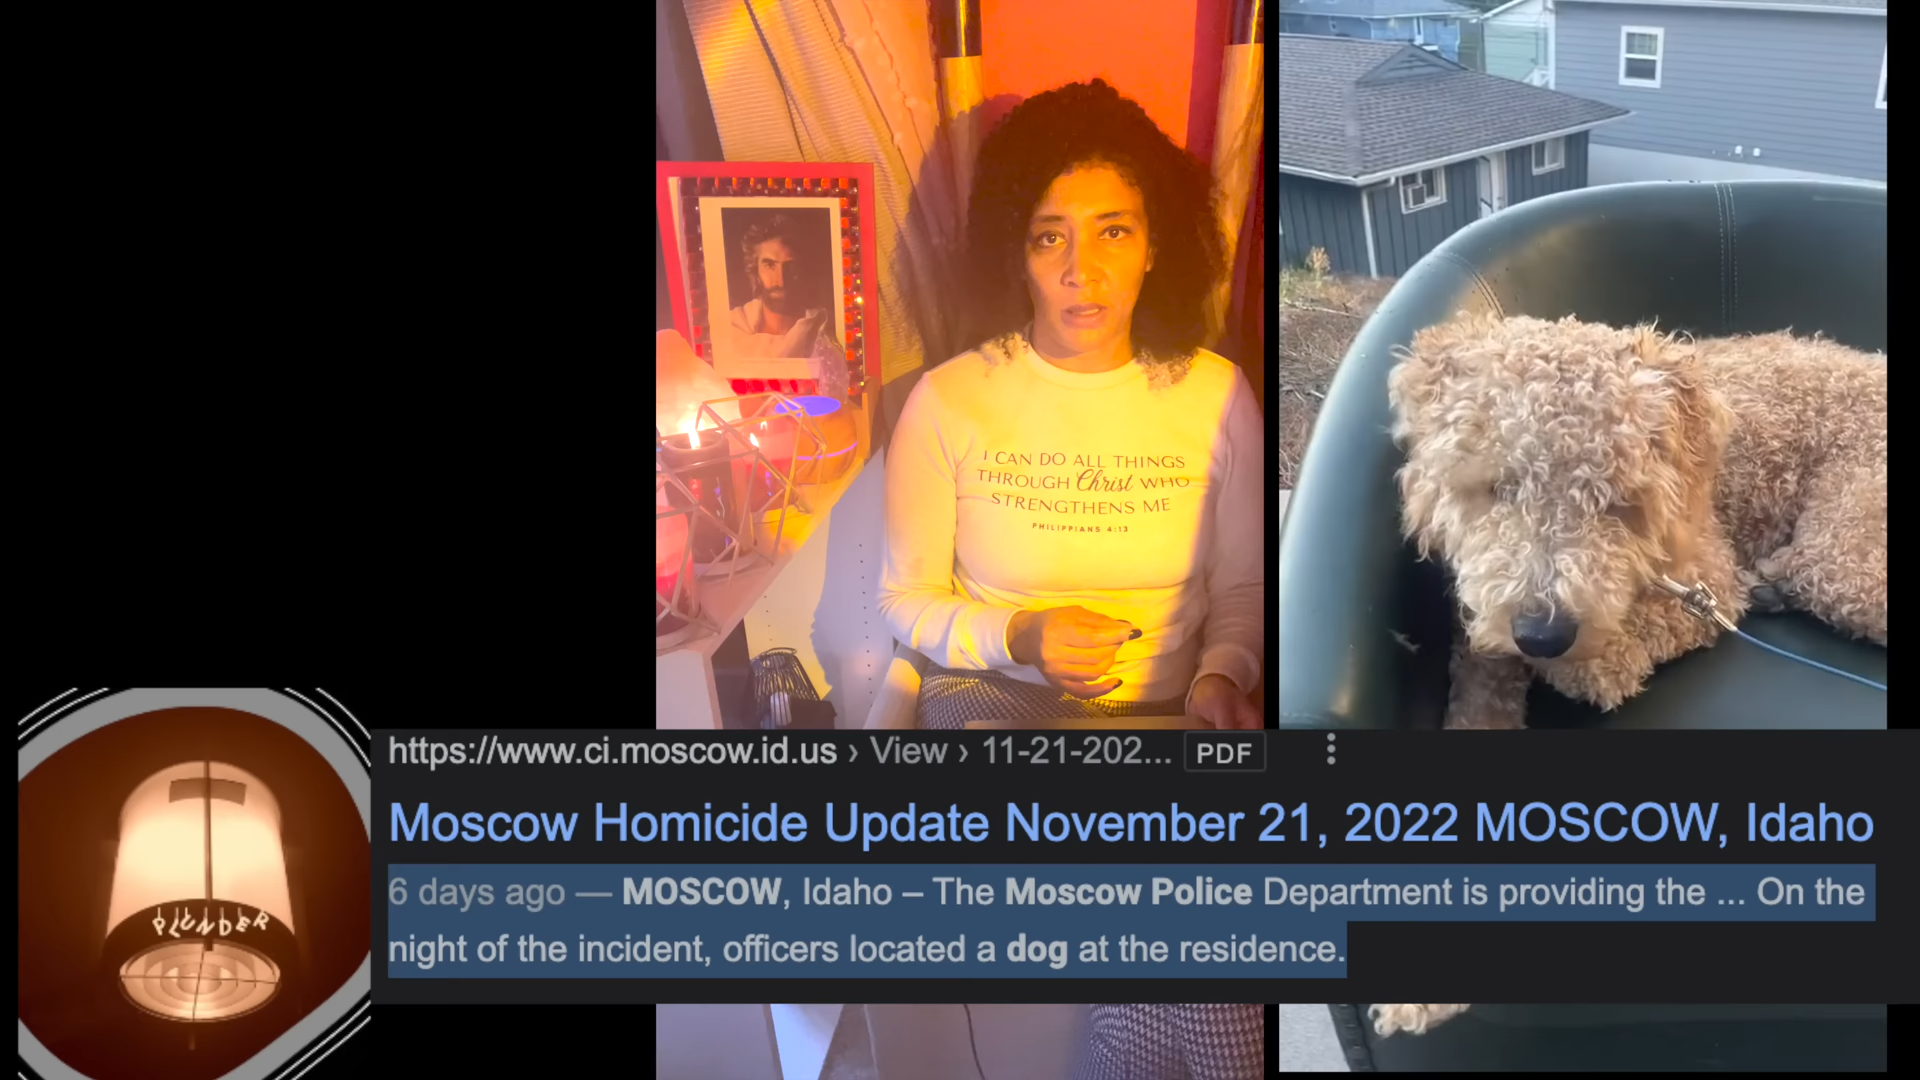 I CAN DO ALL THINGS
THROUGH Christ WHO
STRENGTHENS ME
PHILIPPIANS 4:13
PLUNDER
https://www.ci.moscow.id.us › View › 11-21-202... PDF
Moscow Homicide Update November 21, 2022 MOSCOW, Idaho
6 days ago — MOSCOW, Idaho – The Moscow Police Department is providing the ... On the
night of the incident, officers located a dog at the residence.